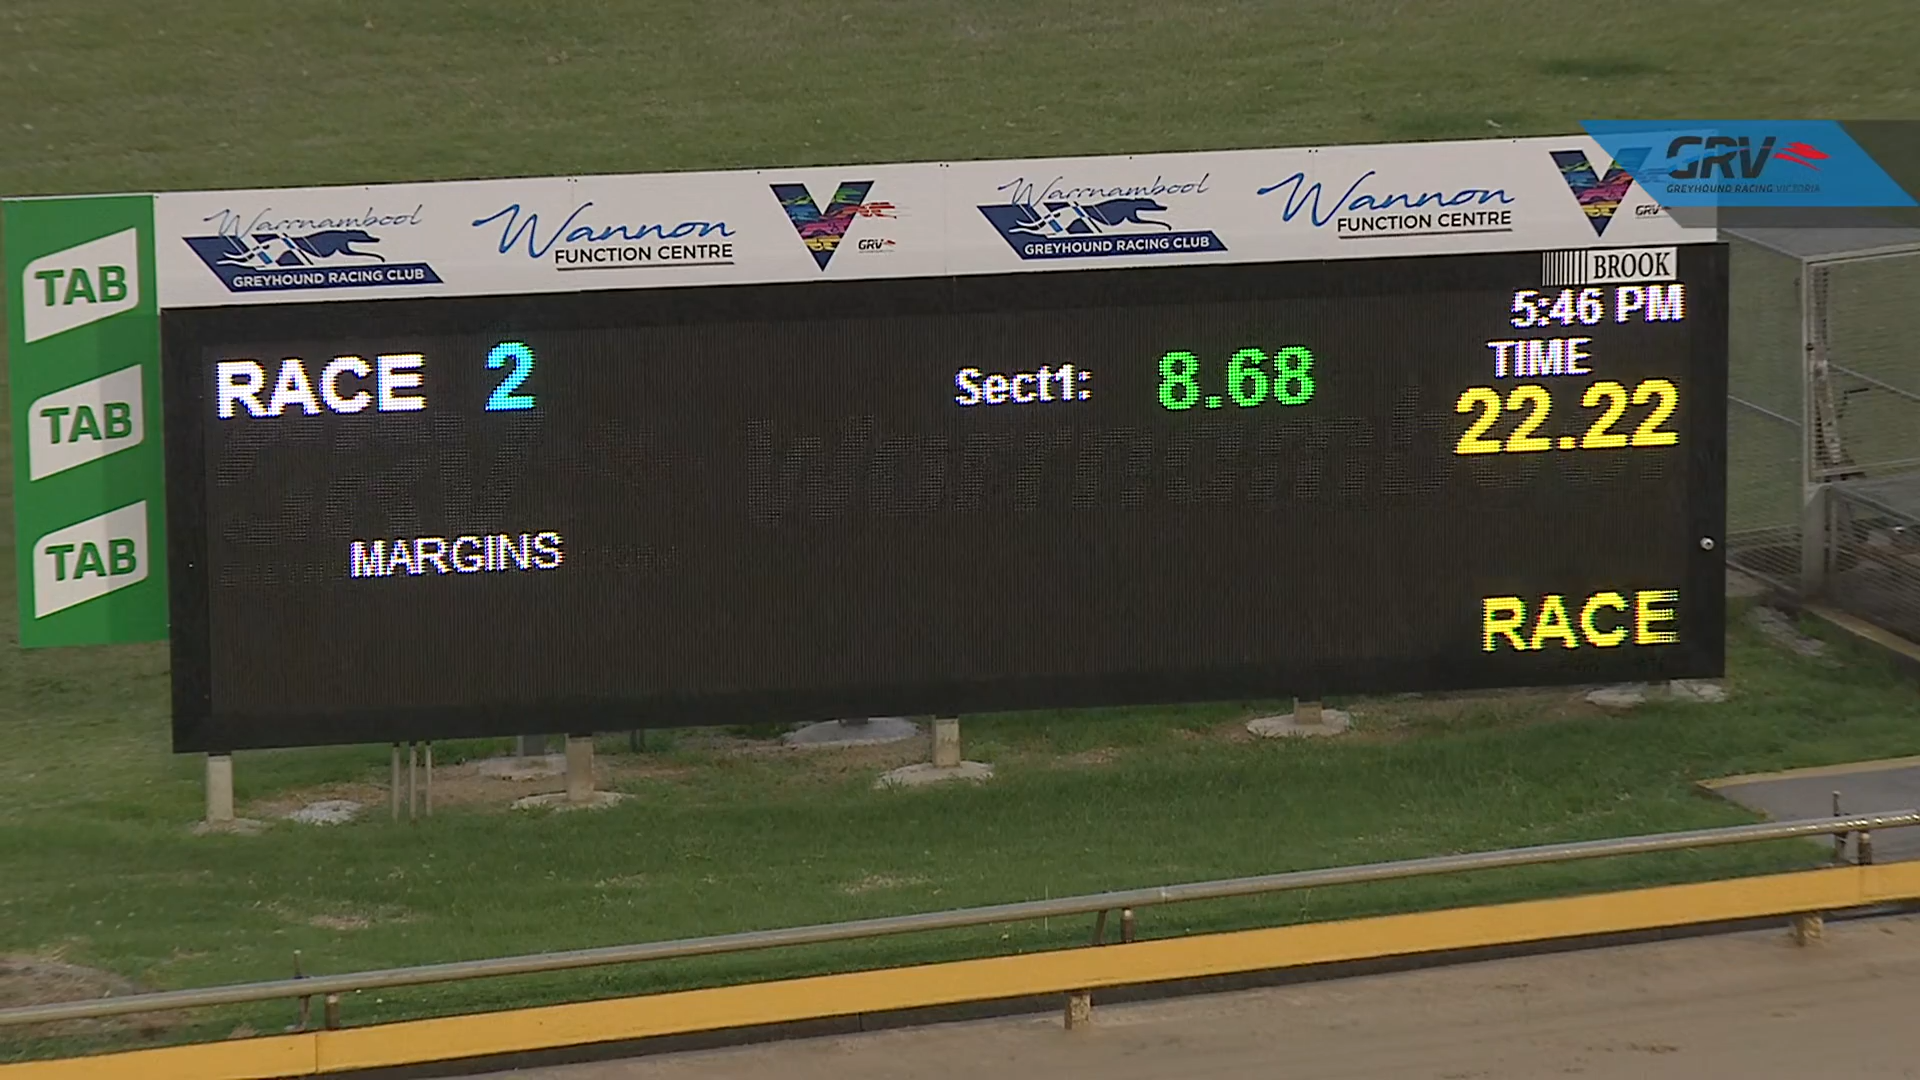 GRV
GREYHOUND RACING VICTORIA
TAB
TAB
TAB
Warrnambool
GREYHOUND RACING CLUB
Wannon
FUNCTION CENTRE
V
GRV
Warrnambool
GREYHOUND RACING CLUB
Wannon
FUNCTION CENTRE
V
GRV
BROOK
5:46 PM
RACE 2
Sect1: 8.68
TIME
22.22
MARGINS
RACE